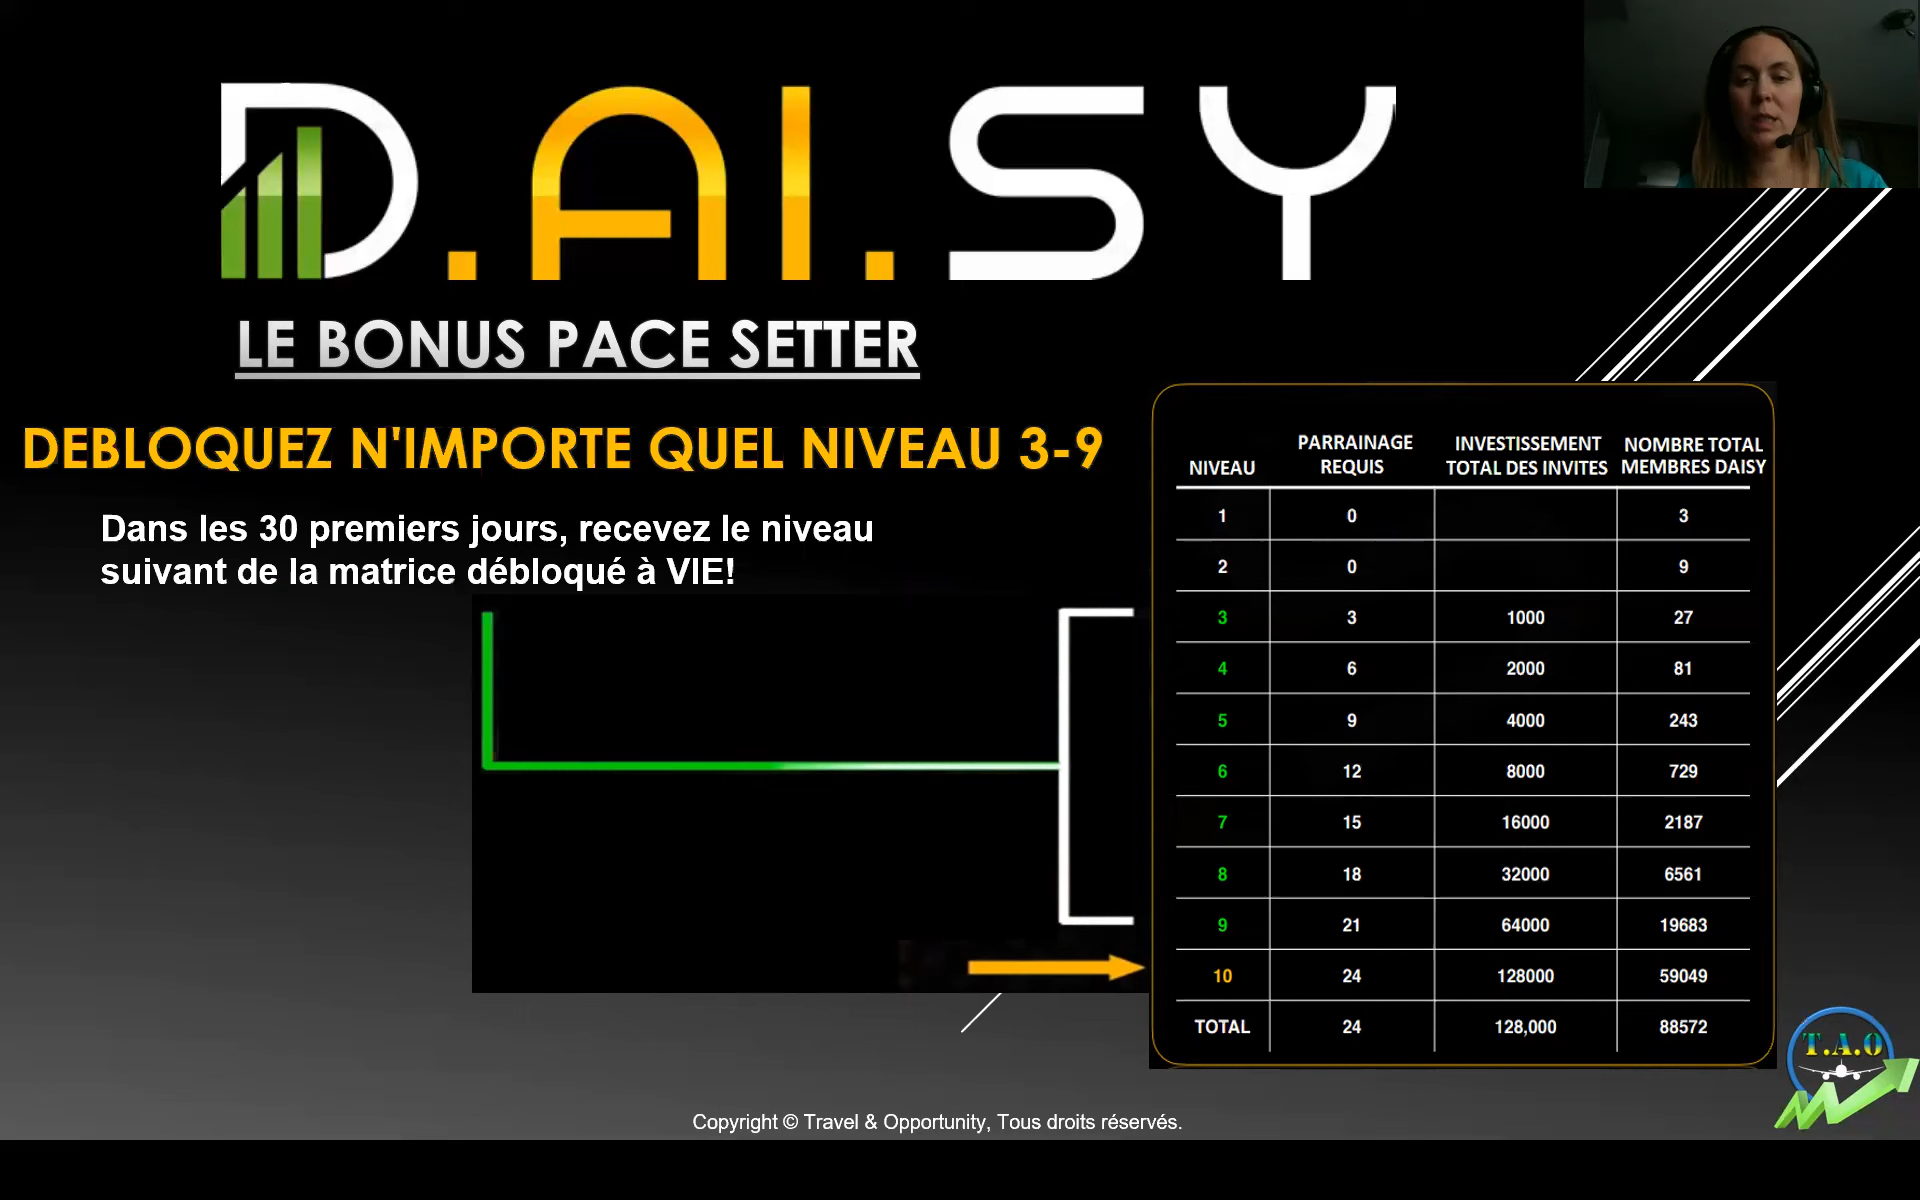 D.AI.SY
LE BONUS PACE SETTER
DEBLOQUEZ N'IMPORTE QUEL NIVEAU 3-9
Dans les 30 premiers jours, recevez le niveau
suivant de la matrice débloqué à VIE!
NIVEAU PARRAINAGE REQUIS INVESTISSEMENT TOTAL DES INVITES NOMBRE TOTAL MEMBRES DAISY
1 0 3
2 0 9
3 3 1000 27
4 6 2000 81
5 9 4000 243
6 12 8000 729
7 15 16000 2187
8 18 32000 6561
9 21 64000 19683
10 24 128000 59049
TOTAL 24 128,000 88572
T.A.O
Copyright © Travel & Opportunity, Tous droits réservés.